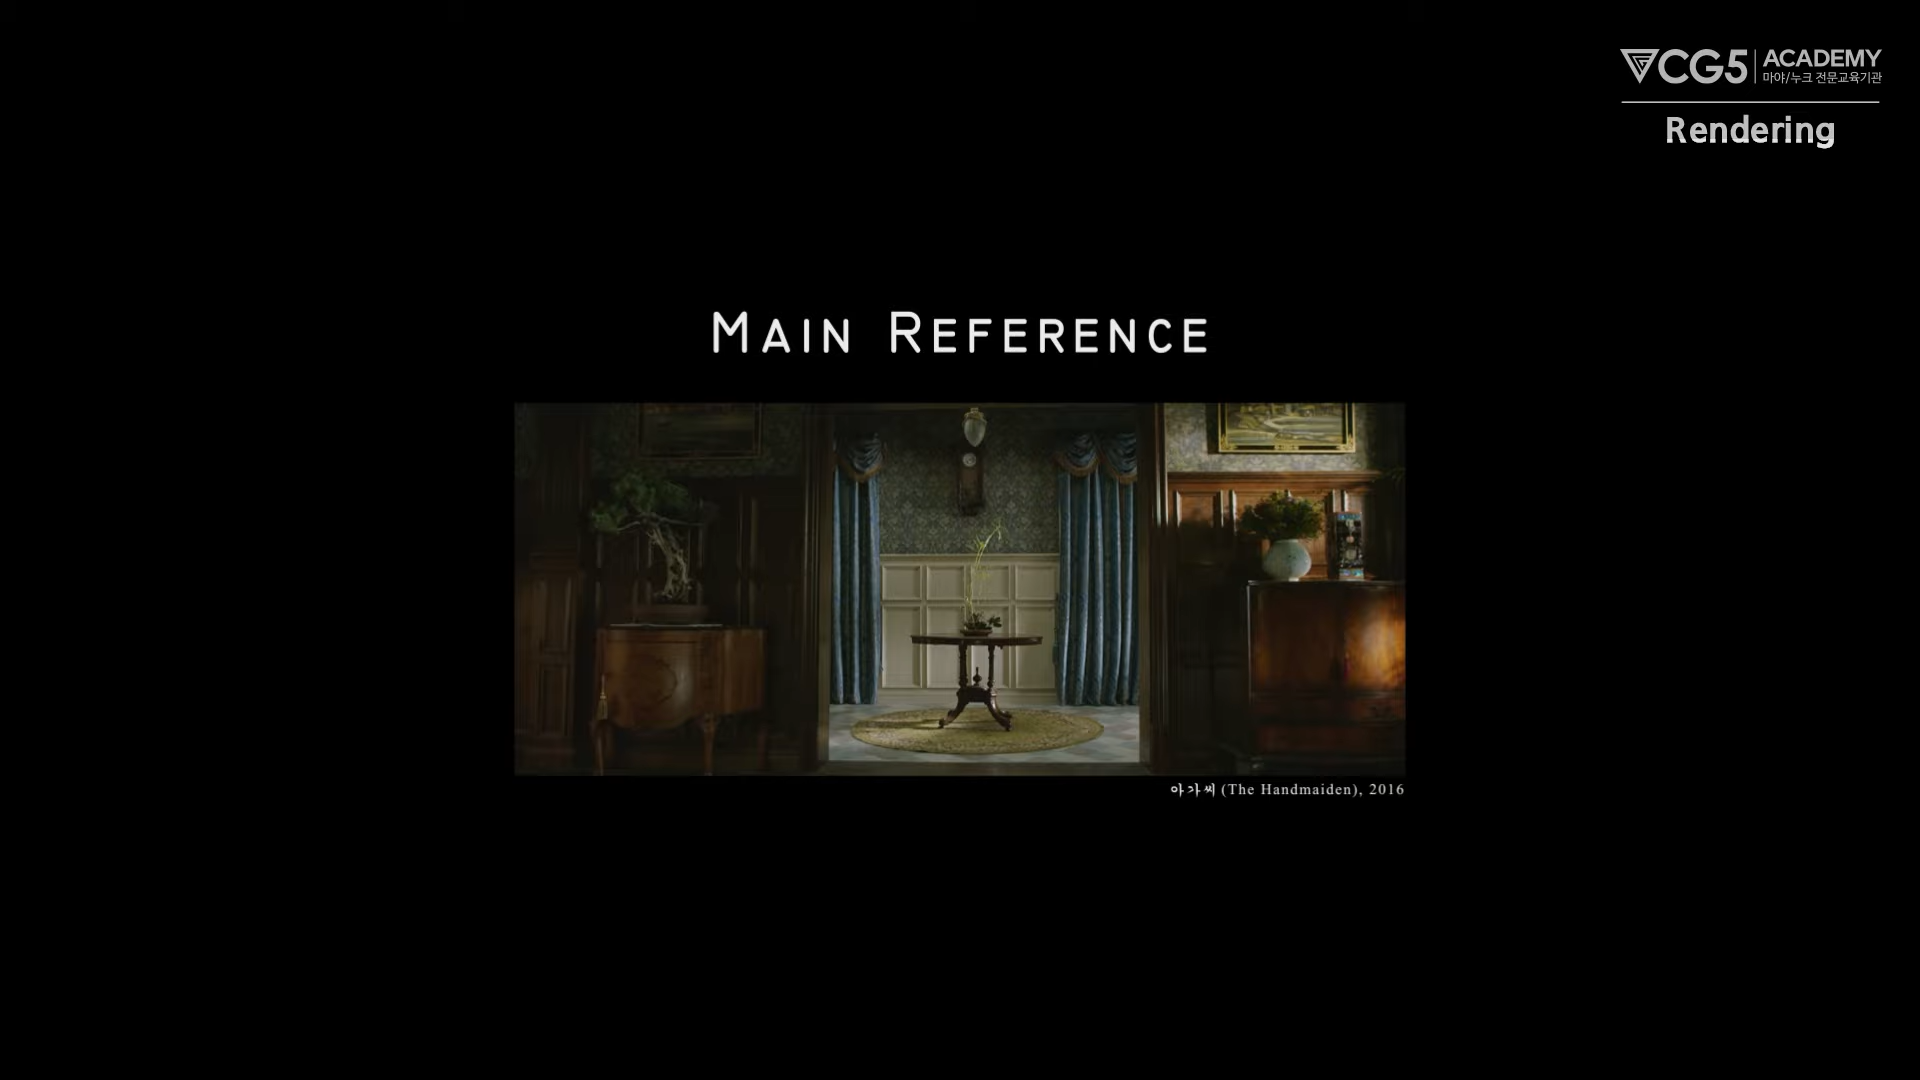 CG5 ACADEMY
마야/누크 전문교육기관
Rendering
MAIN REFERENCE
아가씨 (The Handmaiden), 2016